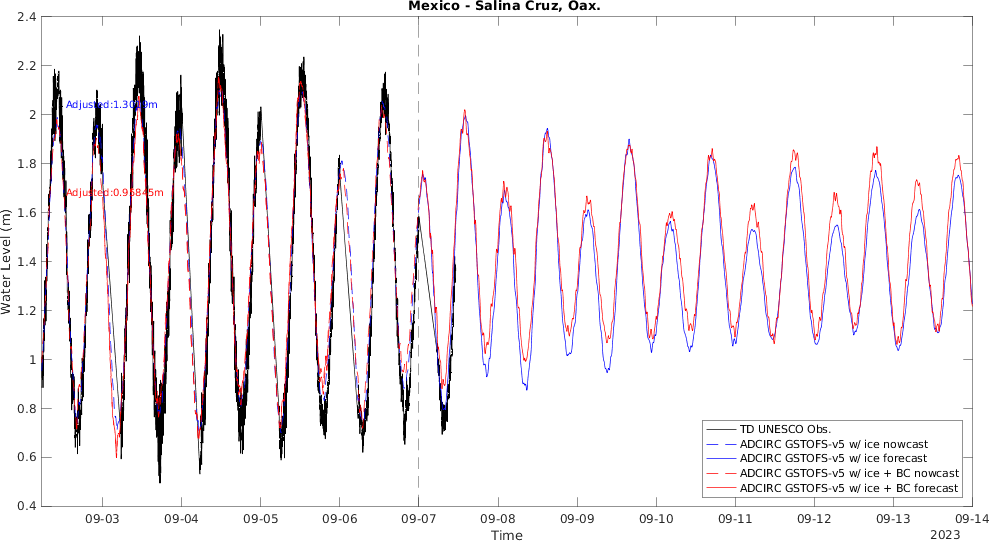 Mexico - Salina Cruz, Oax.
Water Level (m)
2.4
2.2
2
1.8
1.6
1.4
1.2
1
0.8
0.6
0.4
Adjusted:1.3019m
Adjusted:0.96845m
TD UNESCO Obs.
ADCIRC GSTOFS-v5 w/ ice nowcast
ADCIRC GSTOFS-v5 w/ ice forecast
ADCIRC GSTOFS-v5 w/ ice + BC nowcast
ADCIRC GSTOFS-v5 w/ ice + BC forecast
09-03 09-04 09-05 09-06 09-07 09-08 09-09 09-10 09-11 09-12 09-13 09-14
Time
2023